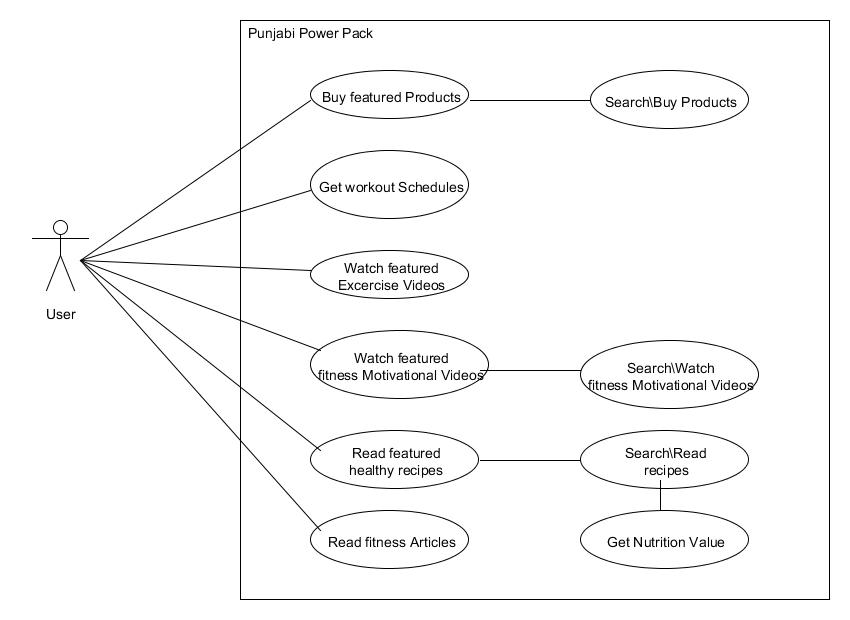 Punjabi Power Pack
Buy featured Products
Search\Buy Products
Get workout Schedules
Watch featured
Excercise Videos
User
Watch featured
fitness Motivational Videos
Search\Watch
fitness Motivational Videos
Read featured
healthy recipes
Search\Read
recipes
Read fitness Articles
Get Nutrition Value